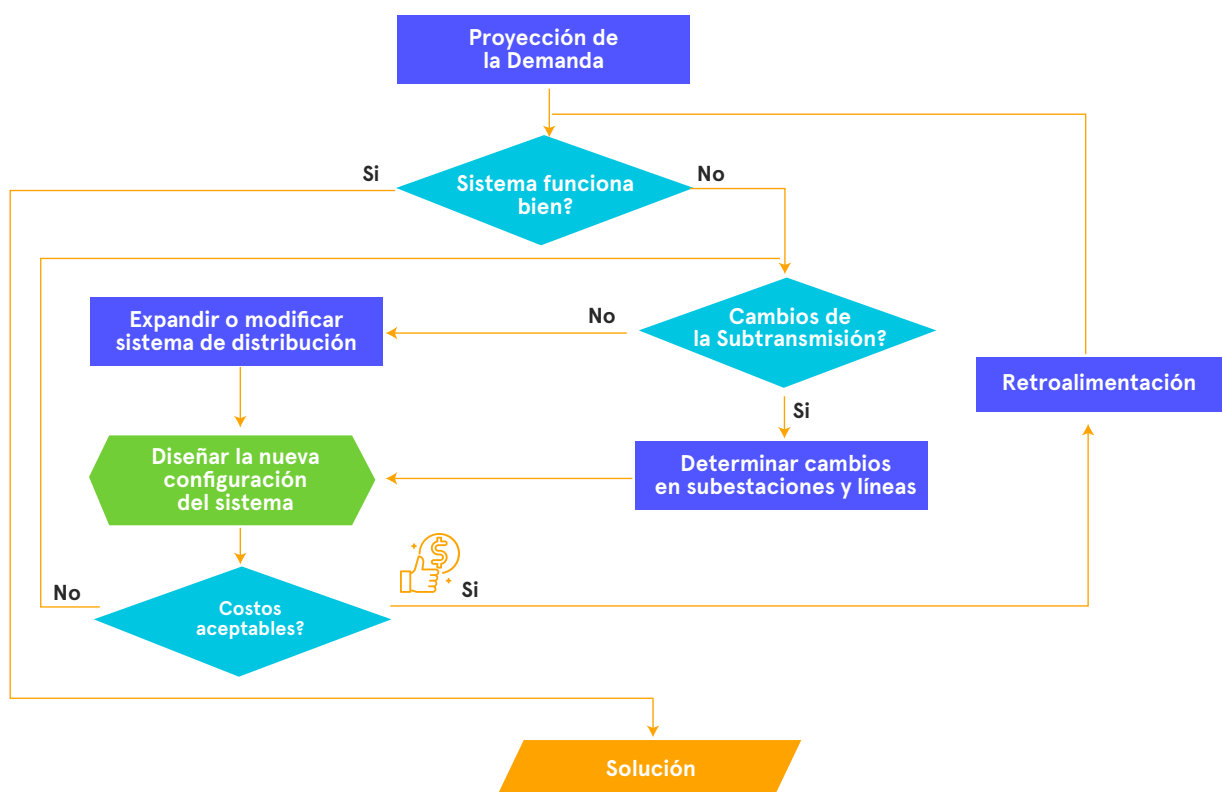 Proyección de
la Demanda
Si
No
Sistema funciona
bien?
Expandir o modificar
sistema de distribución
No
Cambios de
la Subtransmisión?
Retroalimentación
Si
Diseñar la nueva
configuración
del sistema
Determinar cambios
en subestaciones y líneas
$
No
Si
Costos
aceptables?
Solución